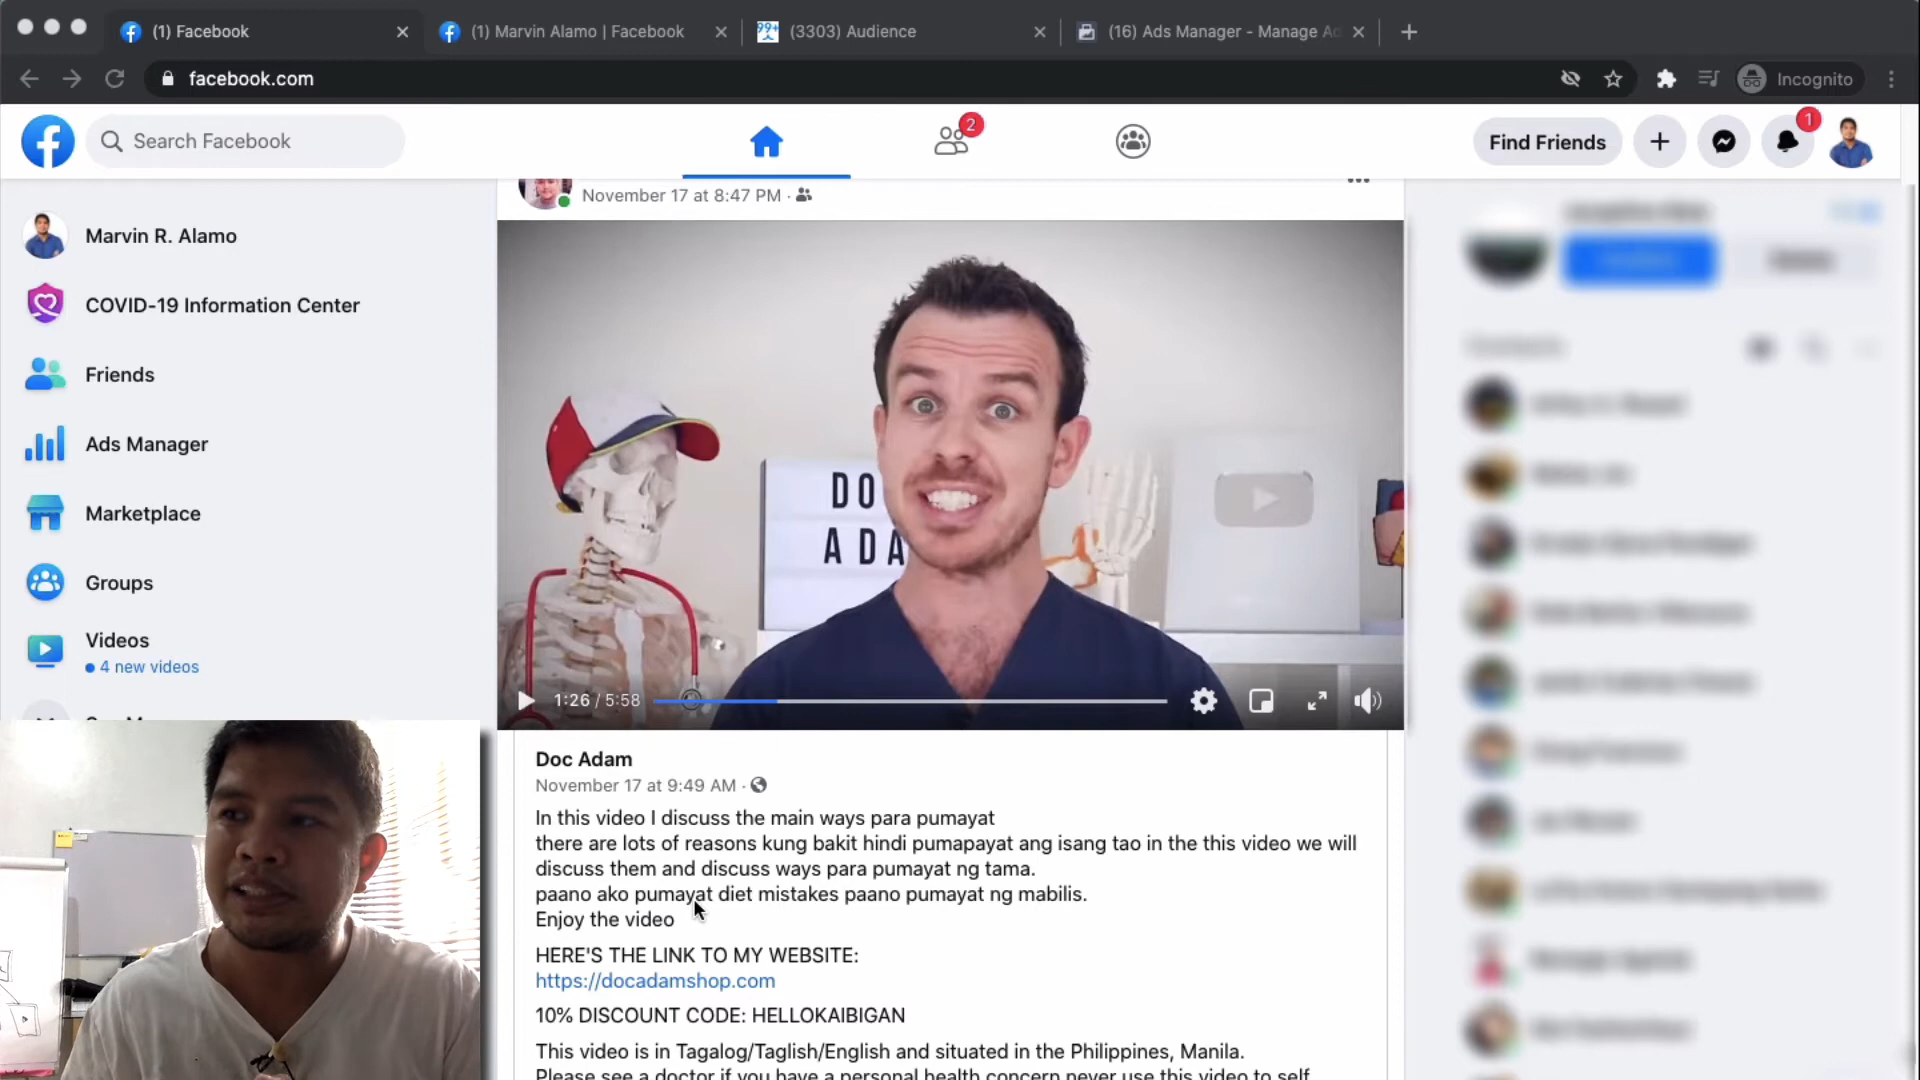 (1) Facebook
(1) Marvin Alamo | Facebook
99+
(3303) Audience
(16) Ads Manager - Manage Ad
facebook.com
Incognito
Search Facebook
2
Find Friends
1
November 17 at 8:47 PM ·
Marvin R. Alamo
COVID-19 Information Center
Friends
Ads Manager
Marketplace
Groups
Videos
4 new videos
DO
ADA
1:26 / 5:58
Doc Adam
November 17 at 9:49 AM ·
In this video I discuss the main ways para pumayat
there are lots of reasons kung bakit hindi pumapayat ang isang tao in the this video we will
discuss them and discuss ways para pumayat ng tama.
paano ako pumayat diet mistakes paano pumayat ng mabilis.
Enjoy the video
HERE'S THE LINK TO MY WEBSITE:
https://docadamshop.com
10% DISCOUNT CODE: HELLOKAIBIGAN
This video is in Tagalog/Taglish/English and situated in the Philippines, Manila.
Please see a doctor if you have a personal health concern never use this video to self